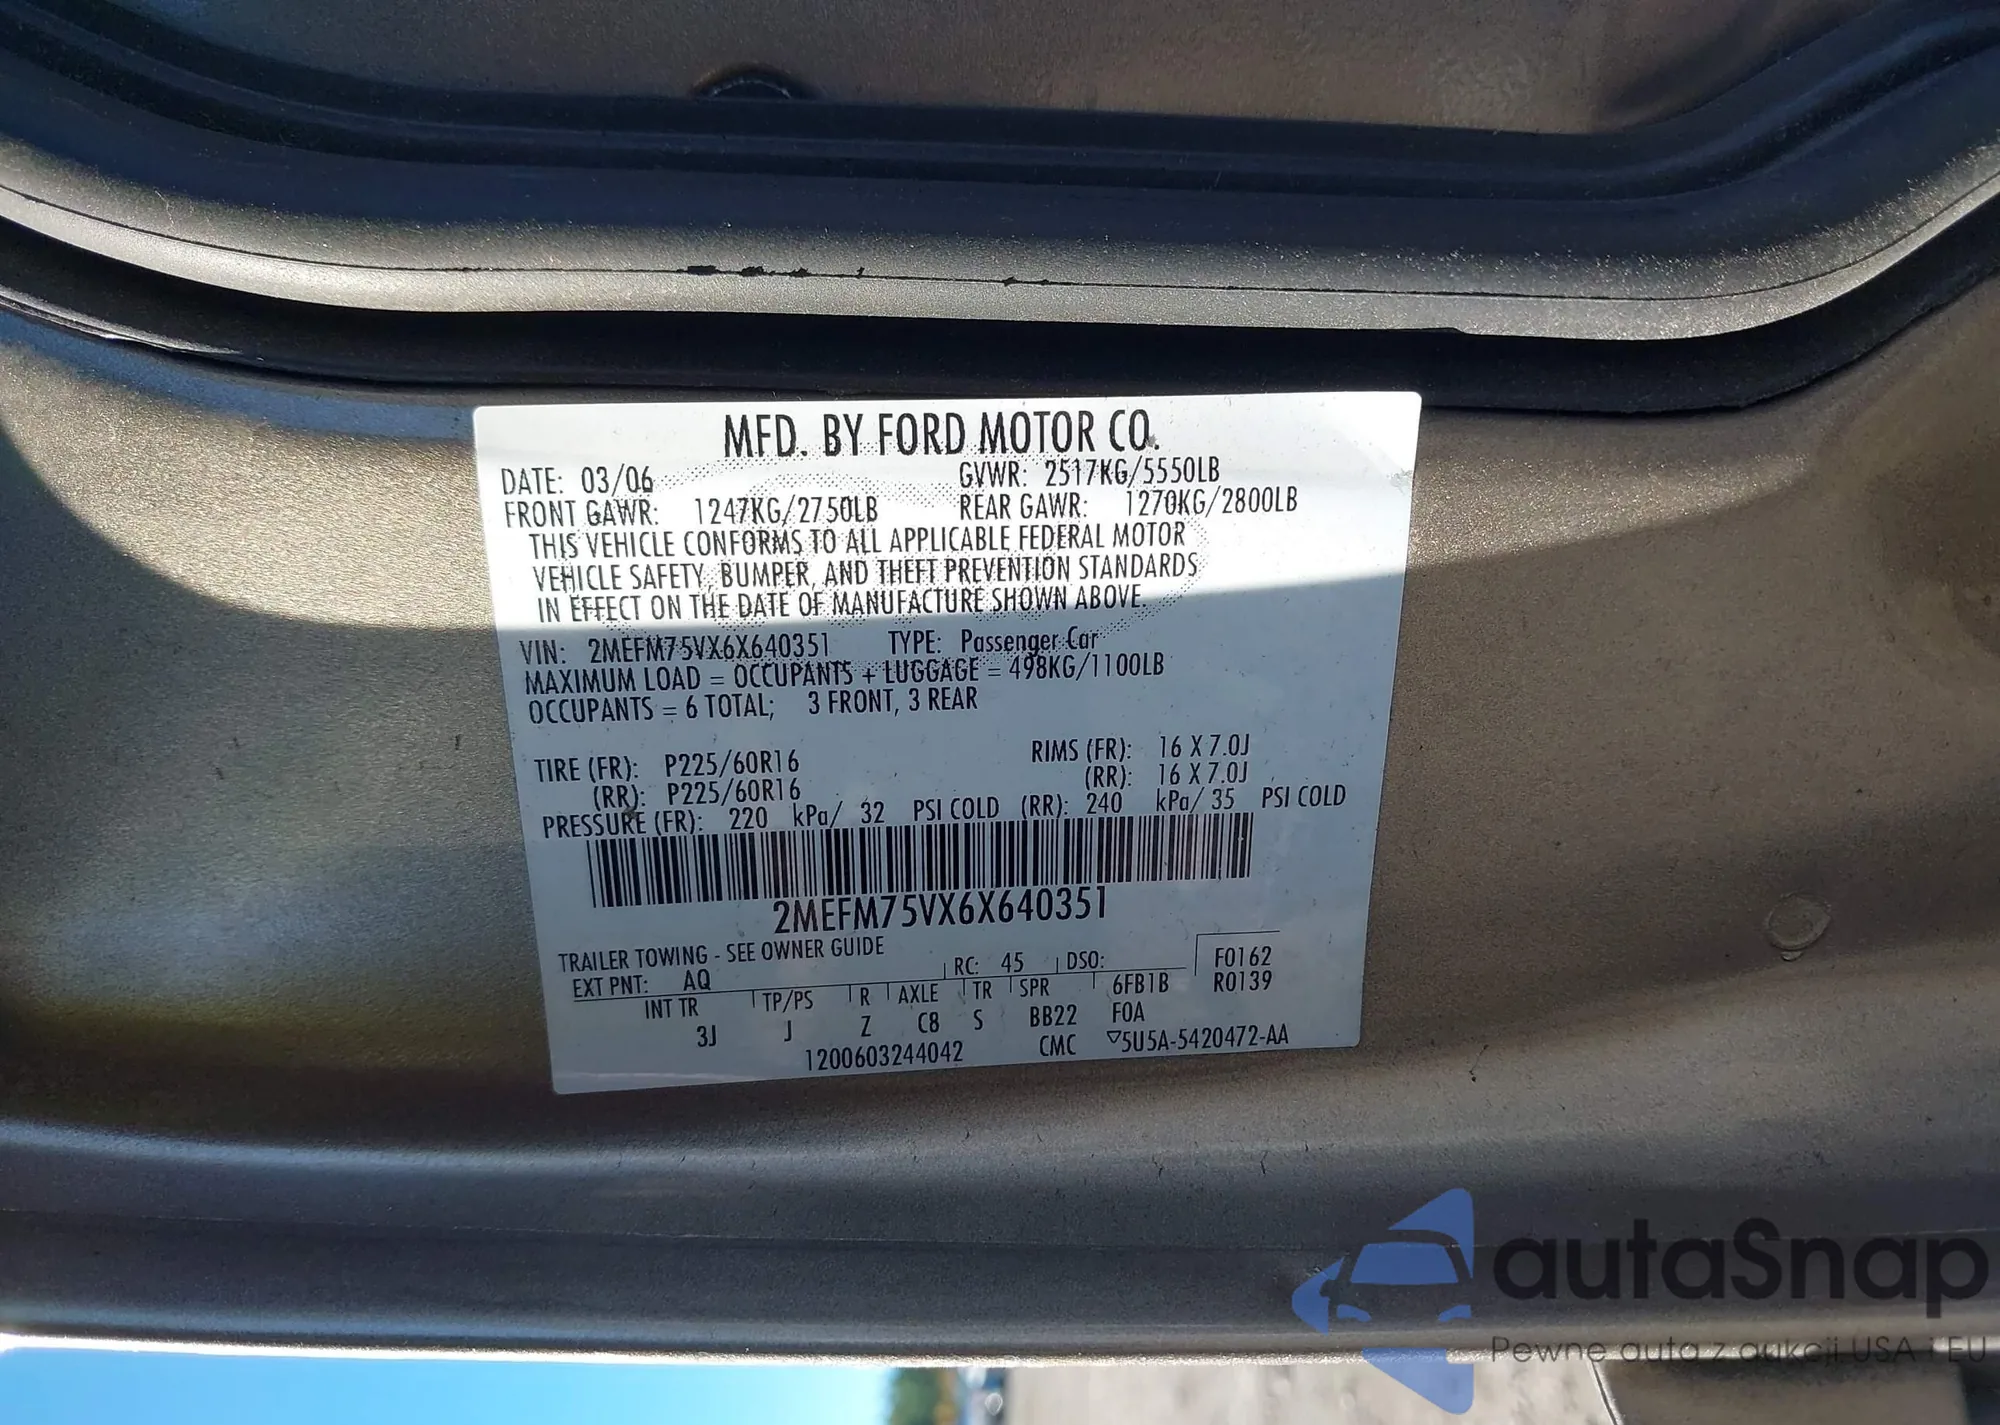 MFD. BY FORD MOTOR CO.
DATE: 03/06 GVWR: 2517KG/5550LB
FRONT GAWR: 1247KG/2750LB REAR GAWR: 1270KG/2800LB
THIS VEHICLE CONFORMS TO ALL APPLICABLE FEDERAL MOTOR
VEHICLE SAFETY, BUMPER, AND THEFT PREVENTION STANDARDS
IN EFFECT ON THE DATE OF MANUFACTURE SHOWN ABOVE.
VIN: 2MEFM75VX6X640351 TYPE: Passenger Car
MAXIMUM LOAD = OCCUPANTS + LUGGAGE = 498KG/1100LB
OCCUPANTS = 6 TOTAL; 3 FRONT, 3 REAR
TIRE (FR): P225/60R16 RIMS (FR): 16 X 7.0J
(RR): P225/60R16 (RR): 16 X 7.0J
PRESSURE (FR): 220 kPa/ 32 PSI COLD (RR): 240 kPa/ 35 PSI COLD
2MEFM75VX6X640351
TRAILER TOWING - SEE OWNER GUIDE
EXT PNT: AQ RC: 45 DSO: F0162
INT TR TP/PS R AXLE TR SPR 6FB1B R0139
3J J Z C8 S BB22 F0A
1200603244042 CMC ▽5U5A-5420472-AA
autaSnap
Pewne auta z aukcji USA i EU